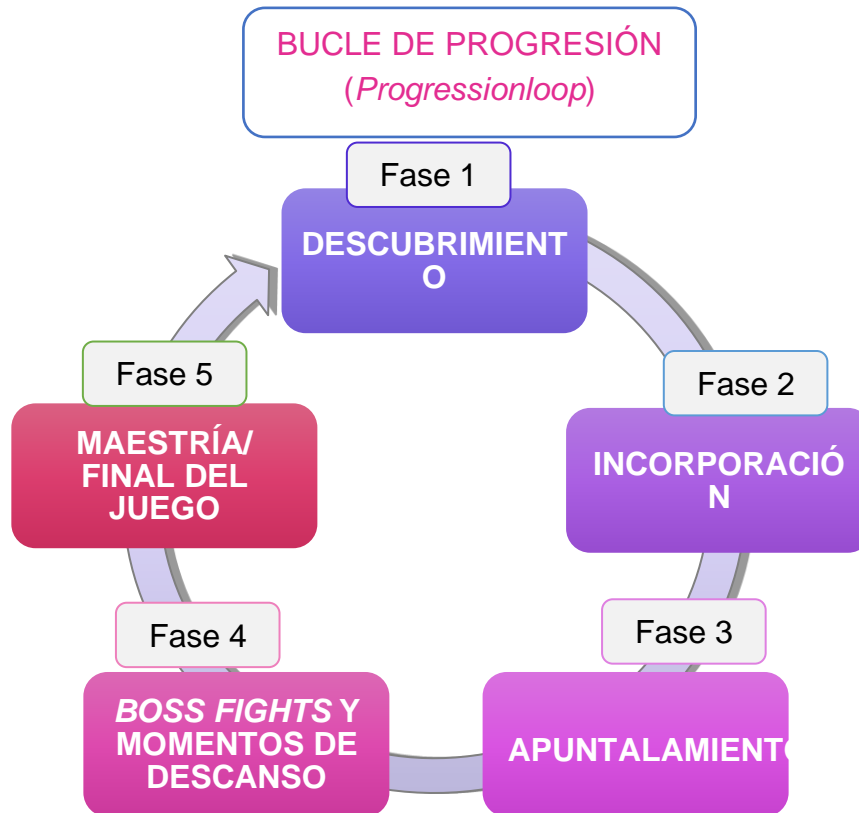 BUCLE DE PROGRESIÓN
(Progressionloop)
Fase 1
DESCUBRIMIENT
O
Fase 2
INCORPORACIÓ
N
Fase 3
APUNTALAMIENTO
Fase 4
BOSS FIGHTS Y
MOMENTOS DE
DESCANSO
Fase 5
MAESTRÍA/
FINAL DEL
JUEGO